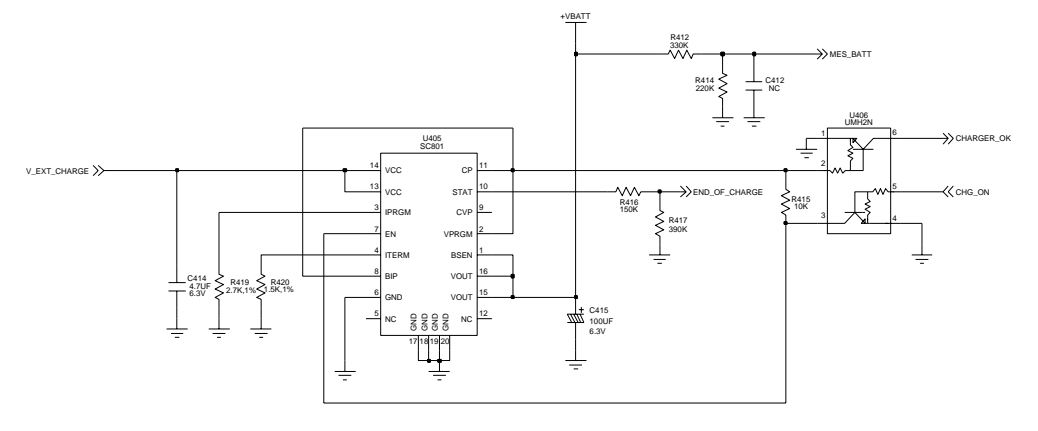 +VBATT
R412
330K
MES_BATT
R414
220K
C412
NC
U406
UMH2N
1
6
CHARGER_OK
2
5
CHG_ON
3
4
U405
SC801
V_EXT_CHARGE
14 VCC CP 11
13 VCC STAT 10
3 IPRGM CVP 9
7 EN VPRGM 2
4 ITERM BSEN 1
8 BIP VOUT 16
6 GND VOUT 15
5 NC NC 12
GND GND GND GND
17 18 19 20
END_OF_CHARGE
R416
150K
R417
390K
R415
10K
C414
4.7UF
6.3V
R419
2.7K,1%
R420
1.5K,1%
+
C415
100UF
6.3V